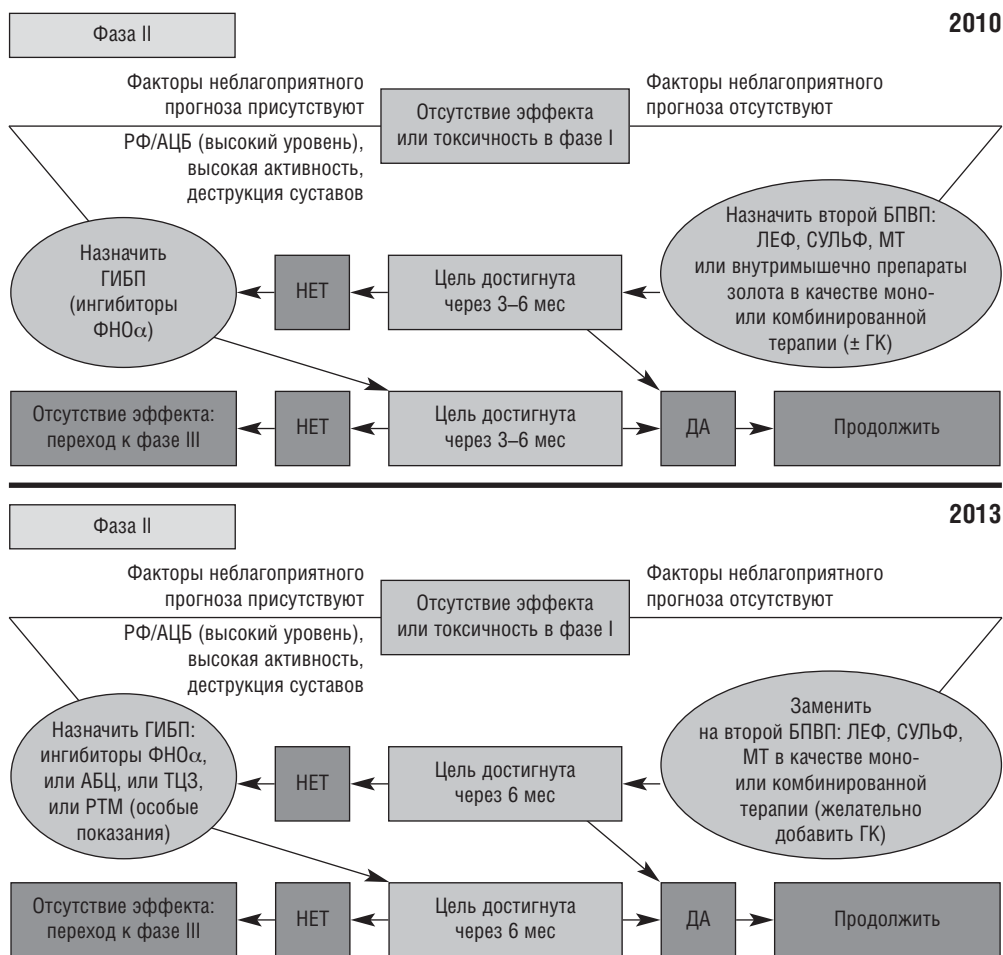 Фаза II
2010
Факторы неблагоприятного
прогноза присутствуют
РФ/АЦБ (высокий уровень),
высокая активность,
деструкция суставов
Отсутствие эффекта
или токсичность в фазе I
Факторы неблагоприятного
прогноза отсутствуют
Назначить
ГИБП
(ингибиторы
ФНОα)
НЕТ
Цель достигнута
через 3–6 мес
Назначить второй БПВП:
ЛЕФ, СУЛЬФ, МТ
или внутримышечно препараты
золота в качестве моно-
или комбинированной
терапии (± ГК)
Отсутствие эффекта:
переход к фазе III
НЕТ
Цель достигнута
через 3–6 мес
ДА
Продолжить
Фаза II
2013
Факторы неблагоприятного
прогноза присутствуют
РФ/АЦБ (высокий уровень),
высокая активность,
деструкция суставов
Отсутствие эффекта
или токсичность в фазе I
Факторы неблагоприятного
прогноза отсутствуют
Назначить ГИБП:
ингибиторы ФНОα,
или АБЦ, или ТЦЗ,
или РТМ (особые
показания)
НЕТ
Цель достигнута
через 6 мес
Заменить
на второй БПВП: ЛЕФ, СУЛЬФ,
МТ в качестве моно-
или комбинированной
терапии (желательно
добавить ГК)
Отсутствие эффекта:
переход к фазе III
НЕТ
Цель достигнута
через 6 мес
ДА
Продолжить